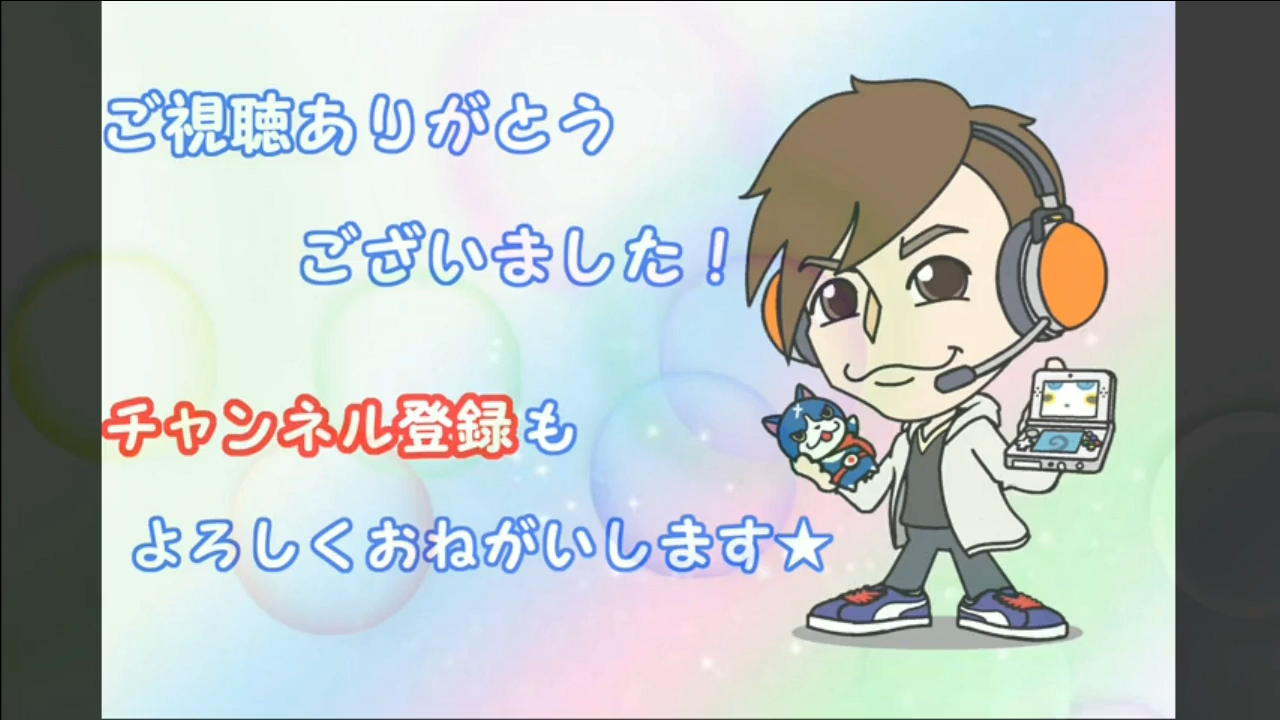 ご視聴ありがとう
ございました！
チャンネル登録も
よろしくおねがいします★